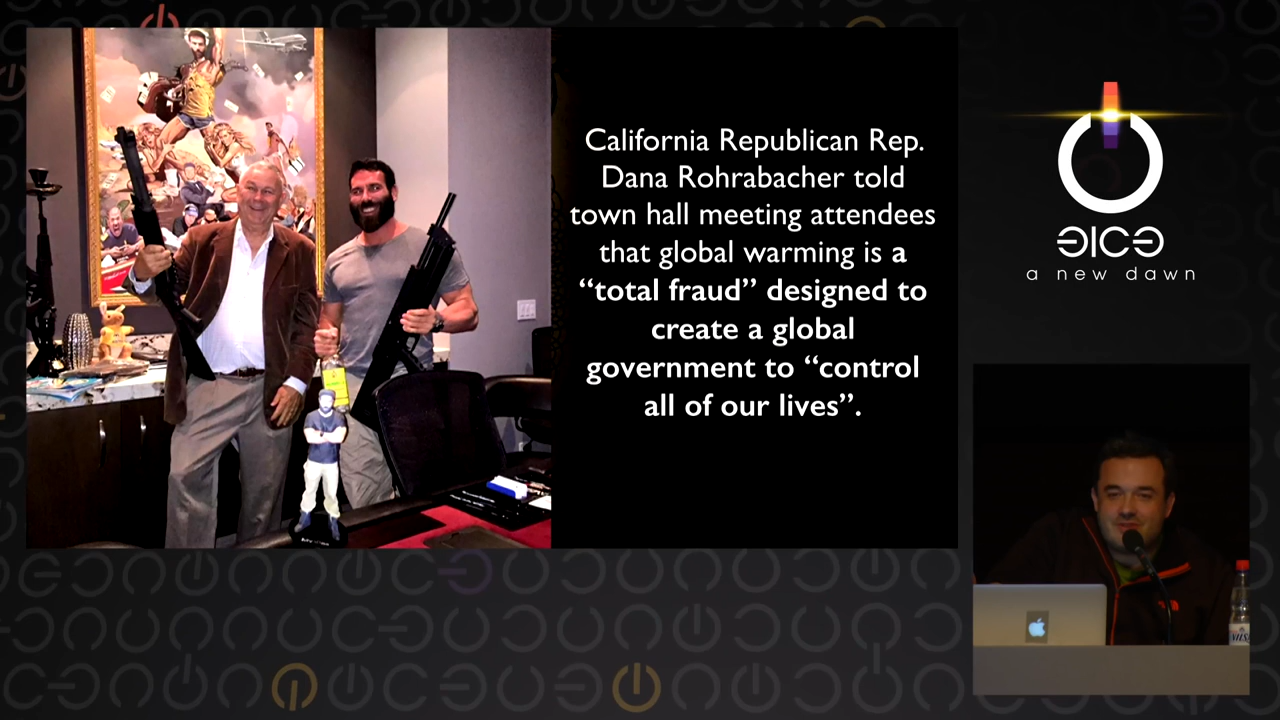 California Republican Rep.
Dana Rohrabacher told
town hall meeting attendees
that global warming is a
“total fraud” designed to
create a global
government to “control
all of our lives”.
a new dawn